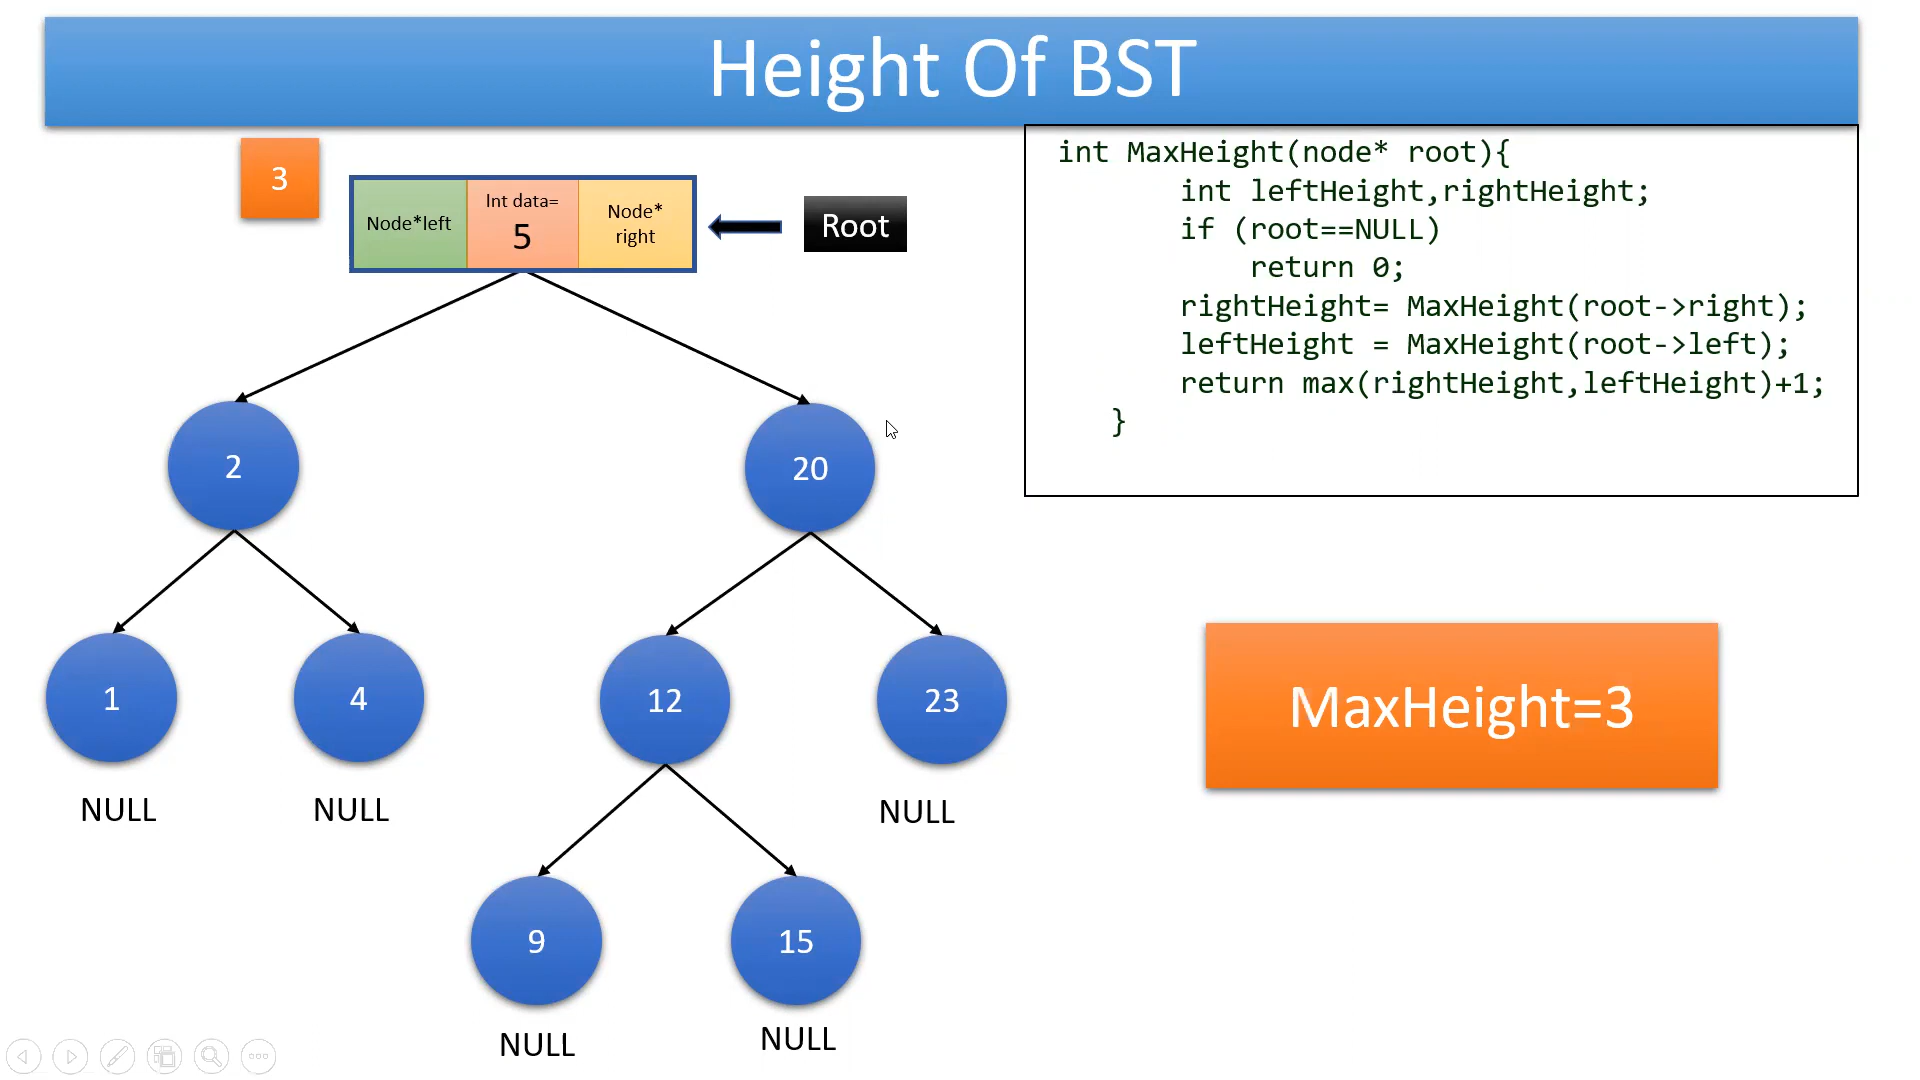 Height Of BST
3
Node*left
Int data=
5
Node*
right
Root
int MaxHeight(node* root){
int leftHeight,rightHeight;
if (root==NULL)
return 0;
rightHeight= MaxHeight(root->right);
leftHeight = MaxHeight(root->left);
return max(rightHeight,leftHeight)+1;
}
2
20
1
4
12
23
NULL
NULL
NULL
MaxHeight=3
9
15
NULL
NULL